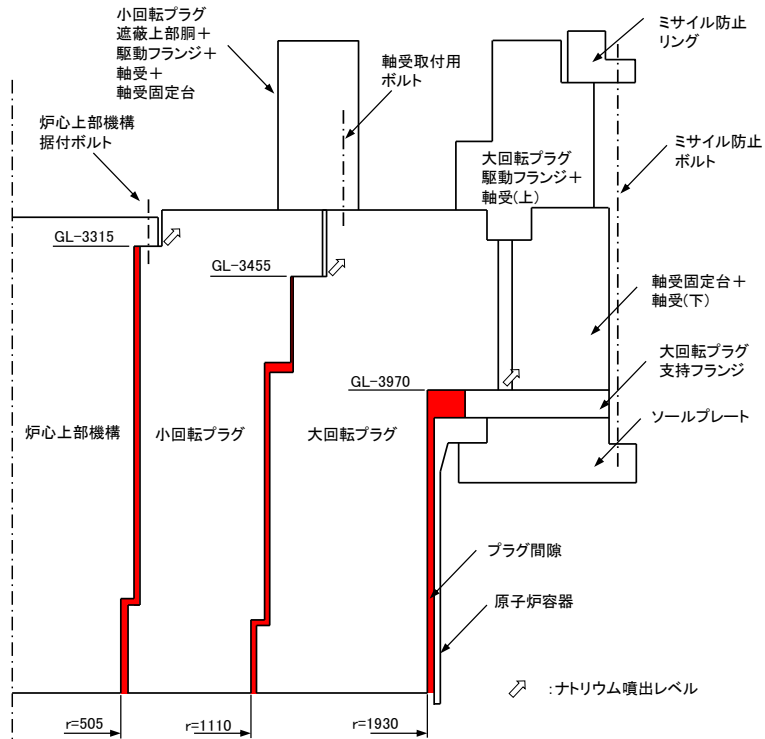 小回転プラグ
遮蔽上部胴＋
駆動フランジ＋
軸受＋
軸受固定台
軸受取付用
ボルト
ミサイル防止
リング
炉心上部機構
据付ボルト
大回転プラグ
駆動フランジ＋
軸受(上)
ミサイル防止
ボルト
GL-3315
GL-3455
軸受固定台＋
軸受(下)
大回転プラグ
支持フランジ
GL-3970
ソールプレート
炉心上部機構
小回転プラグ
大回転プラグ
プラグ間隙
原子炉容器
:ナトリウム噴出レベル
r=505
r=1110
r=1930